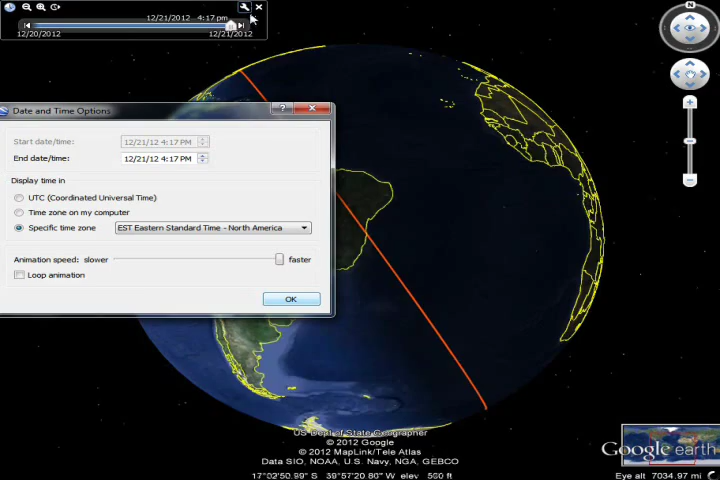 12/21/2012 4:17 pm
12/20/2012 12/21/2012
N
Date and Time Options
Start date/time: 12/21/12 4:17 PM
End date/time: 12/21/12 4:17 PM
Display time in
UTC (Coordinated Universal Time)
Time zone on my computer
Specific time zone EST Eastern Standard Time - North America
Animation speed: slower faster
Loop animation
OK
US Dept of State Geographer
© 2012 Google
© 2012 MapLink/Tele Atlas
Data SIO, NOAA, U.S. Navy, NGA, GEBCO
Google earth
17°02'50.99" S 39°57'20.80" W elev
Eye alt 7034.97 mi